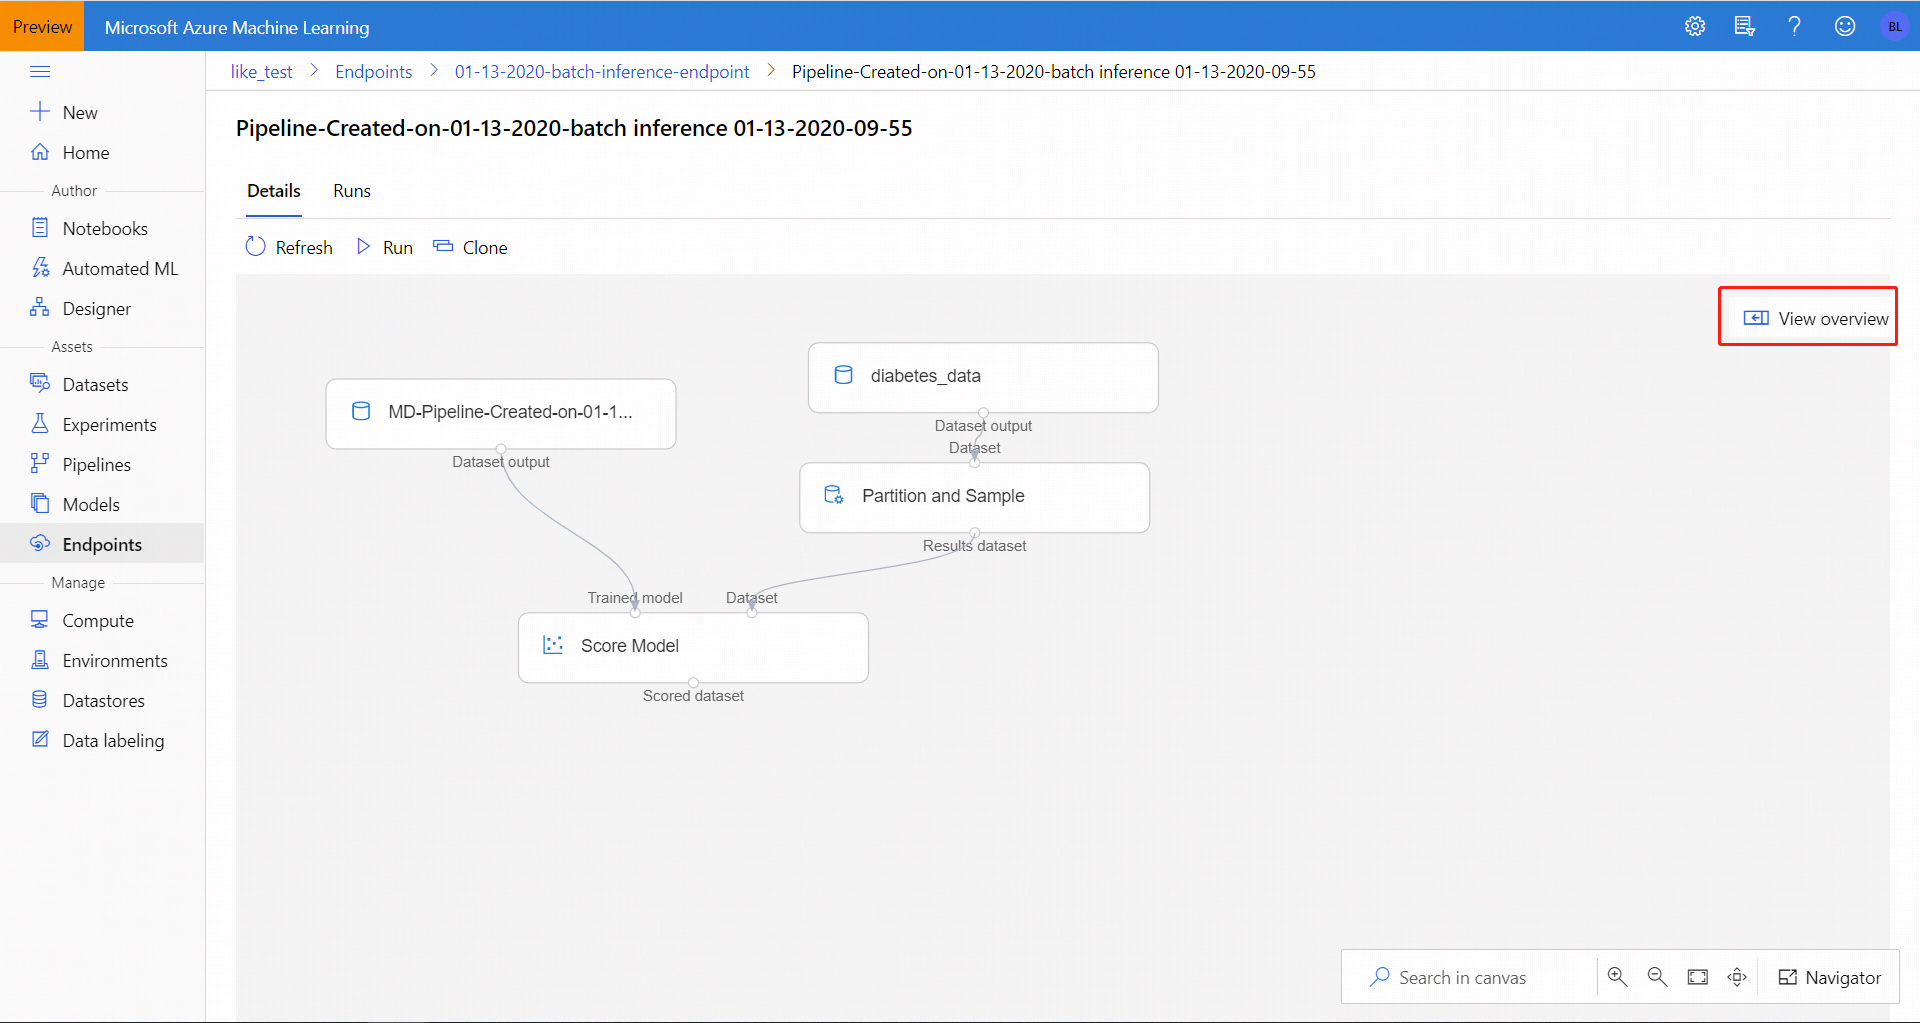 Preview
Microsoft Azure Machine Learning
BL
like_test > Endpoints > 01-13-2020-batch-inference-endpoint > Pipeline-Created-on-01-13-2020-batch inference 01-13-2020-09-55
New
Home
Author
Notebooks
Automated ML
Designer
Assets
Datasets
Experiments
Pipelines
Models
Endpoints
Manage
Compute
Environments
Datastores
Data labeling
Pipeline-Created-on-01-13-2020-batch inference 01-13-2020-09-55
Details Runs
Refresh Run Clone
View overview
diabetes_data
Dataset output
MD-Pipeline-Created-on-01-1...
Dataset output
Dataset
Partition and Sample
Results dataset
Trained model
Dataset
Score Model
Scored dataset
Search in canvas
Navigator